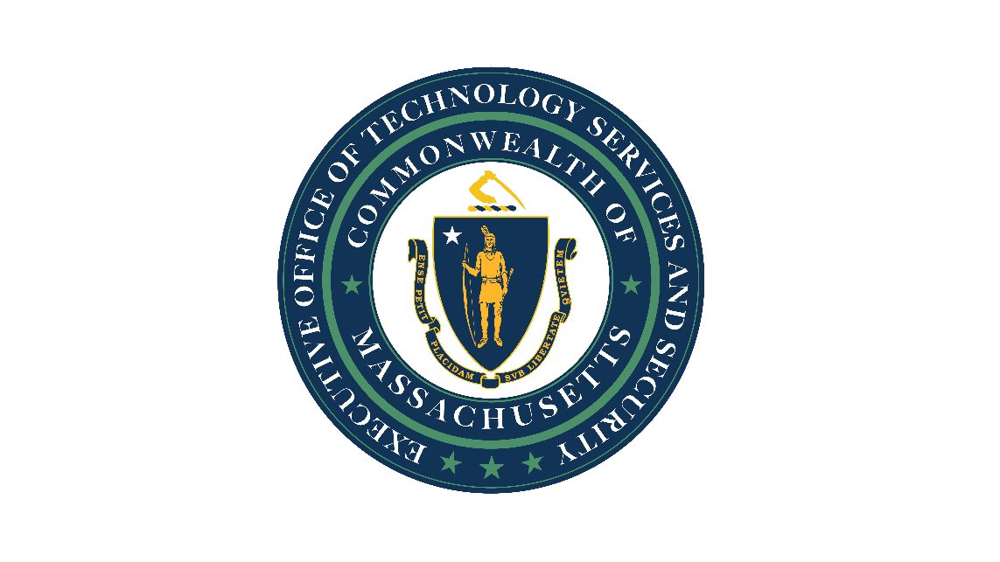 EXECUTIVE OFFICE OF TECHNOLOGY SERVICES AND SECURITY
COMMONWEALTH OF
MASSACHUSETTS
ENSE PETIT PLACIDAM SVB LIBERTATE QVIETEM